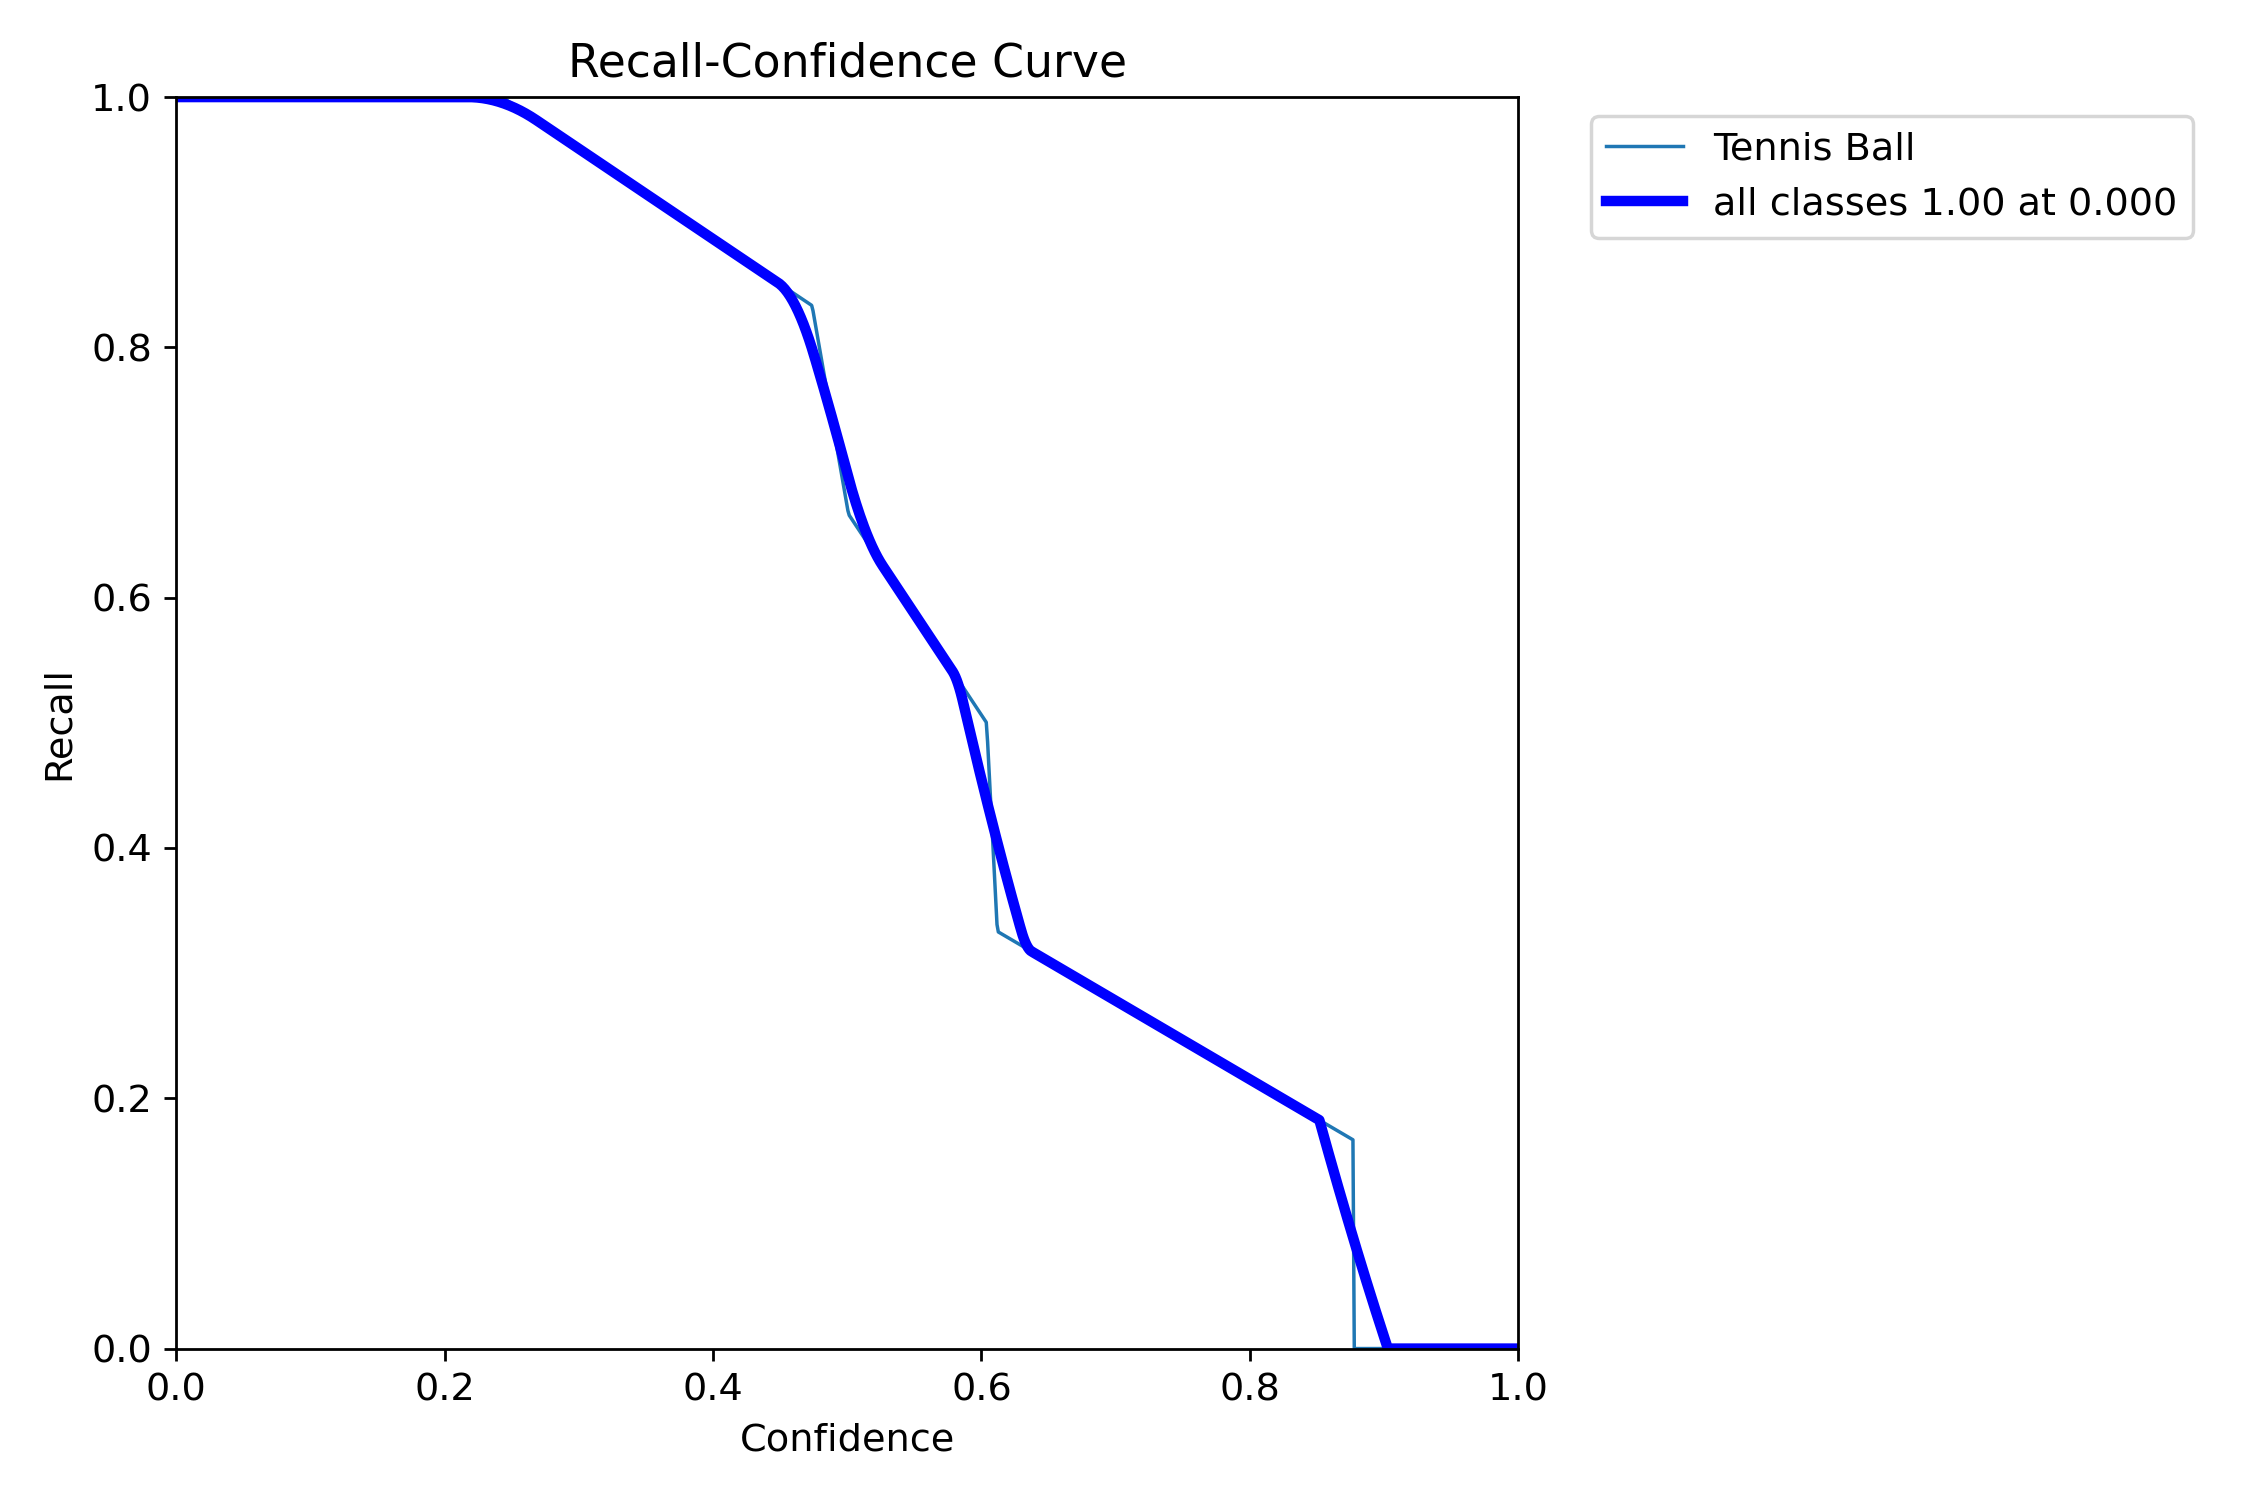 Recall-Confidence Curve
1.0
0.8
0.6
0.4
0.2
0.0
Recall
0.0 0.2 0.4 0.6 0.8 1.0
Confidence
Tennis Ball
all classes 1.00 at 0.000